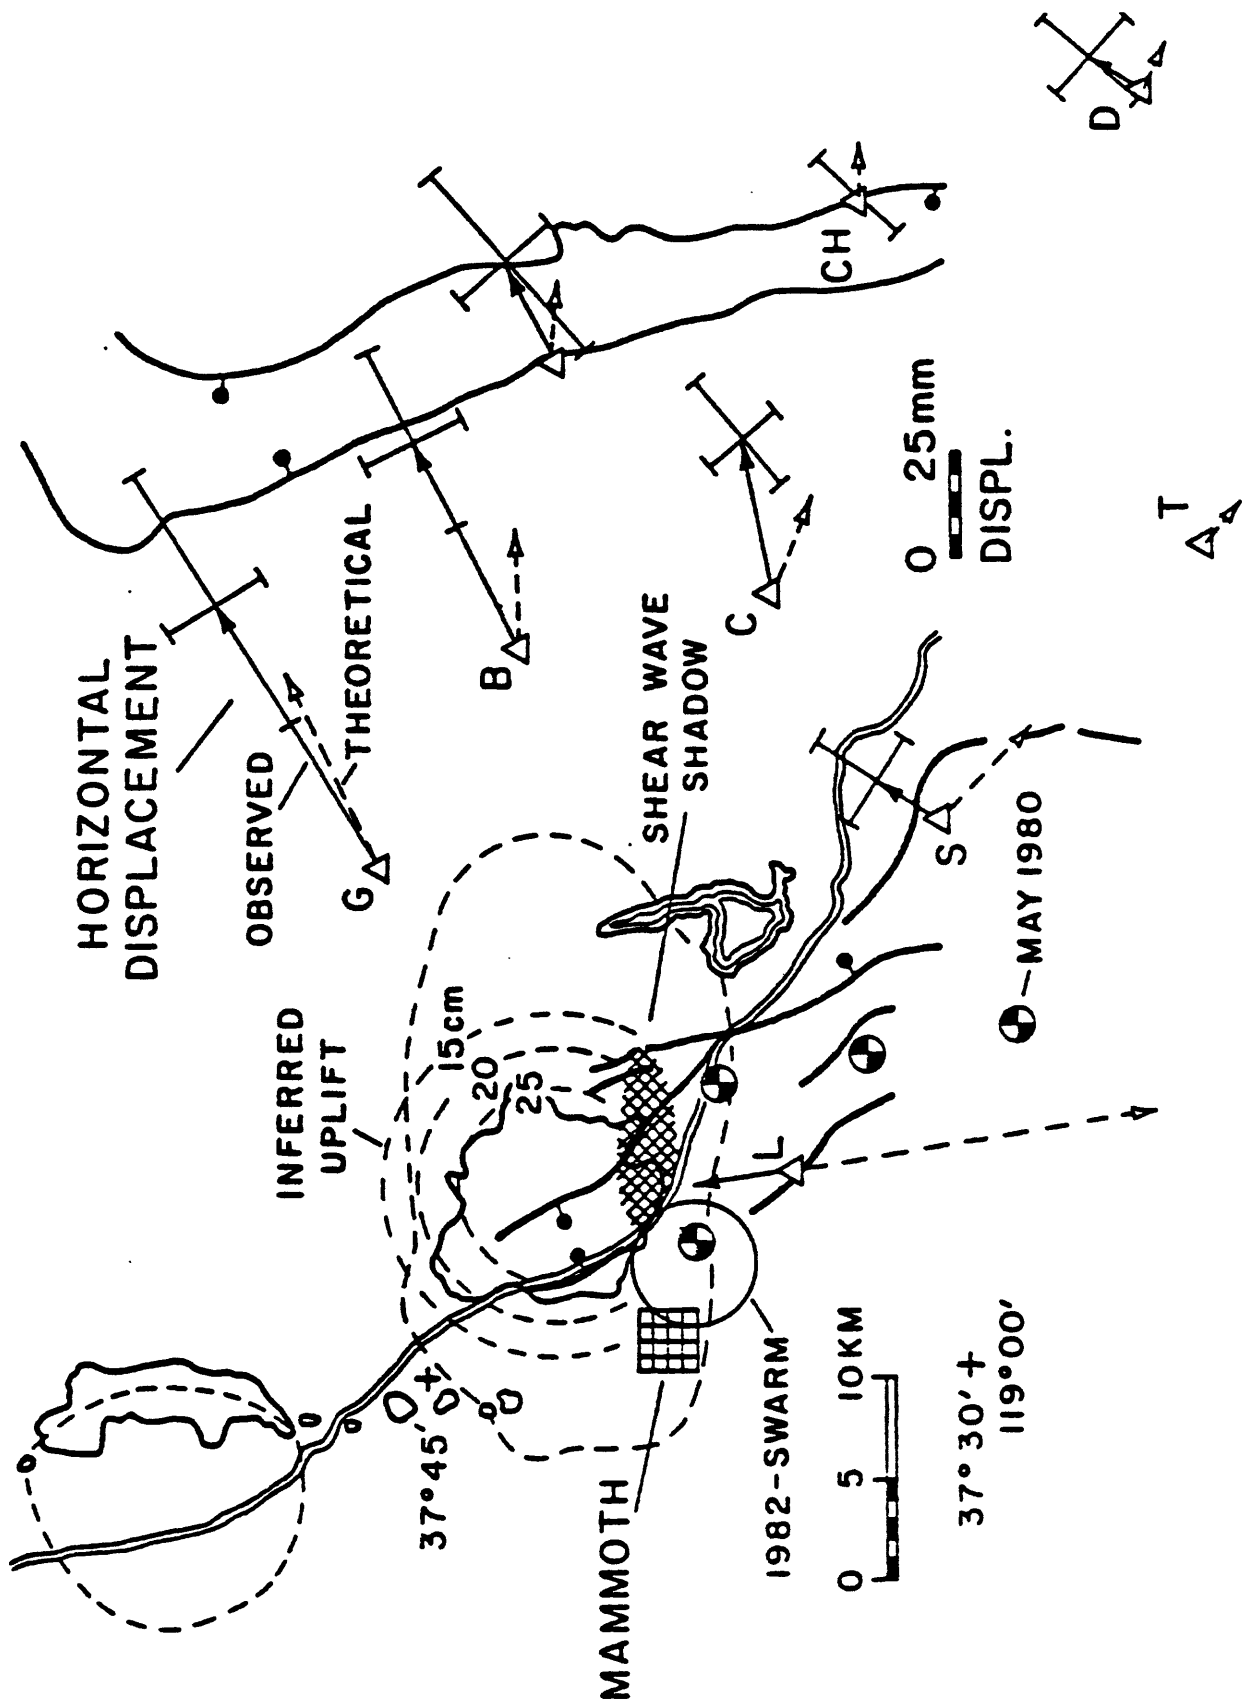 HORIZONTAL
DISPLACEMENT
OBSERVED
THEORETICAL
G
B
C
CH
D
T
S
L
INFERRED
UPLIFT
15cm
20
25
SHEAR WAVE
SHADOW
0 25mm
DISPL.
MAY 1980
37°45'
MAMMOTH
1982-SWARM
0 5 10KM
37°30'+
119°00'